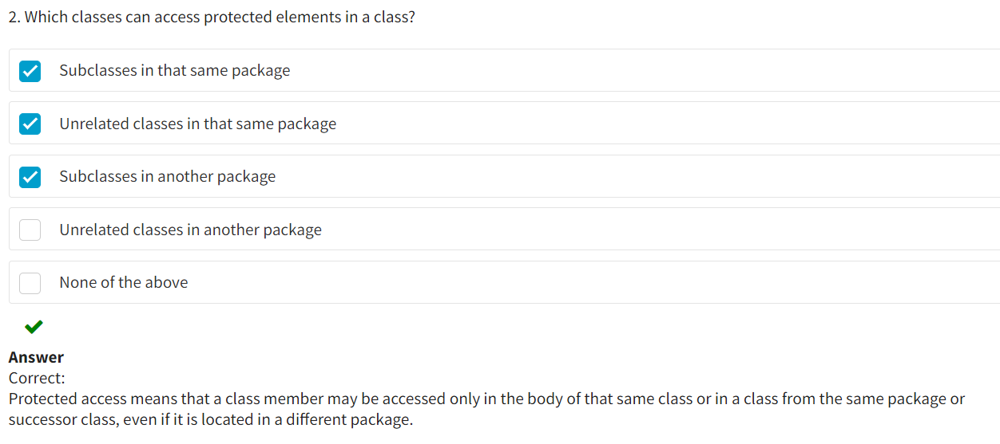 2. Which classes can access protected elements in a class?
Subclasses in that same package
Unrelated classes in that same package
Subclasses in another package
Unrelated classes in another package
None of the above
Answer
Correct:
Protected access means that a class member may be accessed only in the body of that same class or in a class from the same package or
successor class, even if it is located in a different package.